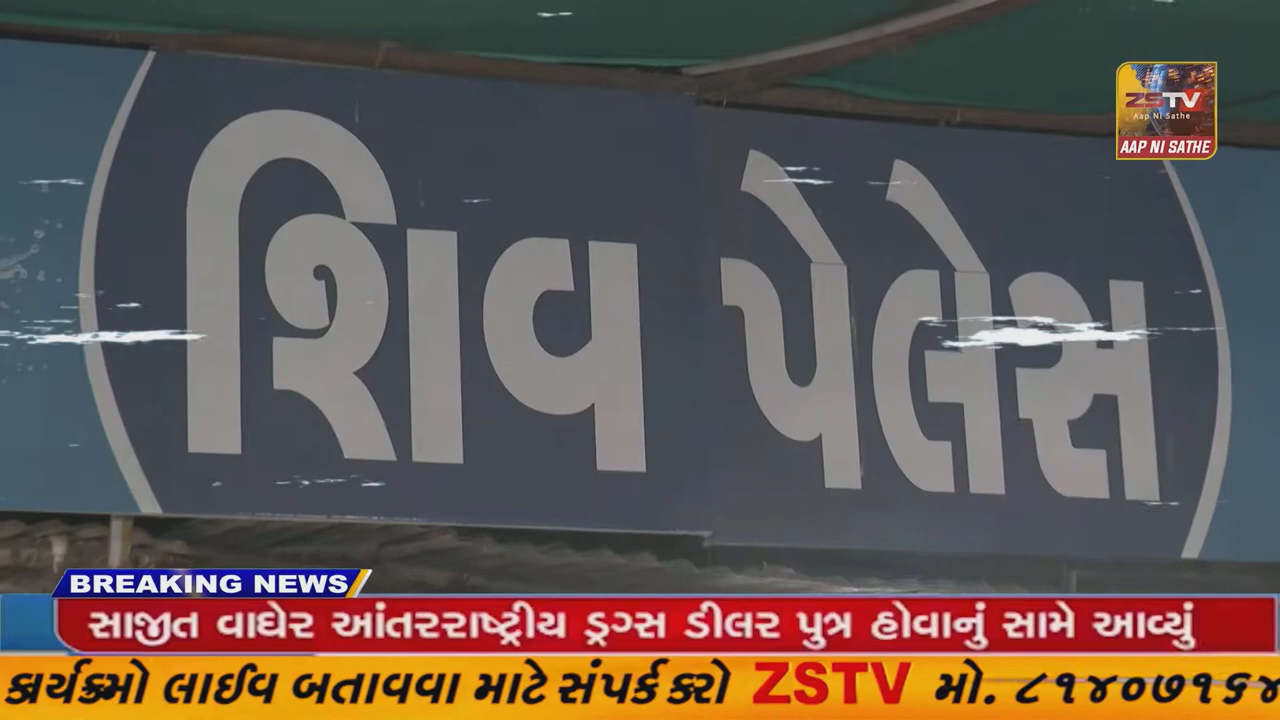 શિવ પેલેસ
ZSTV
Aap Ni Sathe
AAP NI SATHE
BREAKING NEWS
સાજીત વાઘેર આંતરરાષ્ટ્રીય ડ્રગ્સ ડીલર પુત્ર હોવાનું સામે આવ્યું
કાર્યક્રમો લાઈવ બતાવવા માટે સંપર્ક કરો ZSTV મો. ૮૧૪૦૭૧૬૪